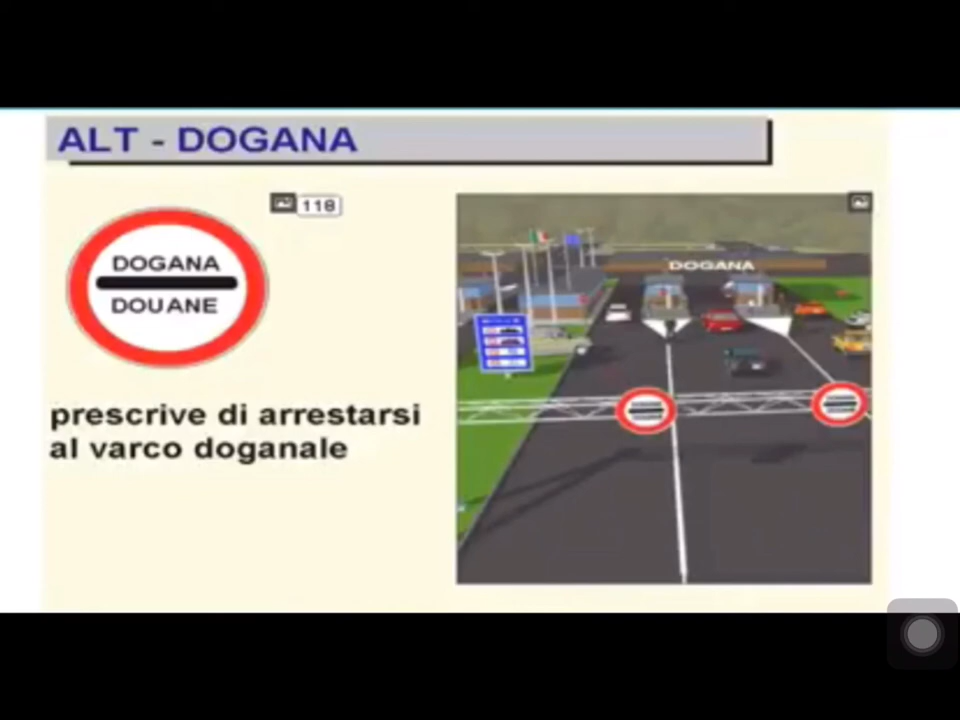 ALT - DOGANA
118
DOGANA
DOUANE
prescrive di arrestarsi
al varco doganale
DOGANA